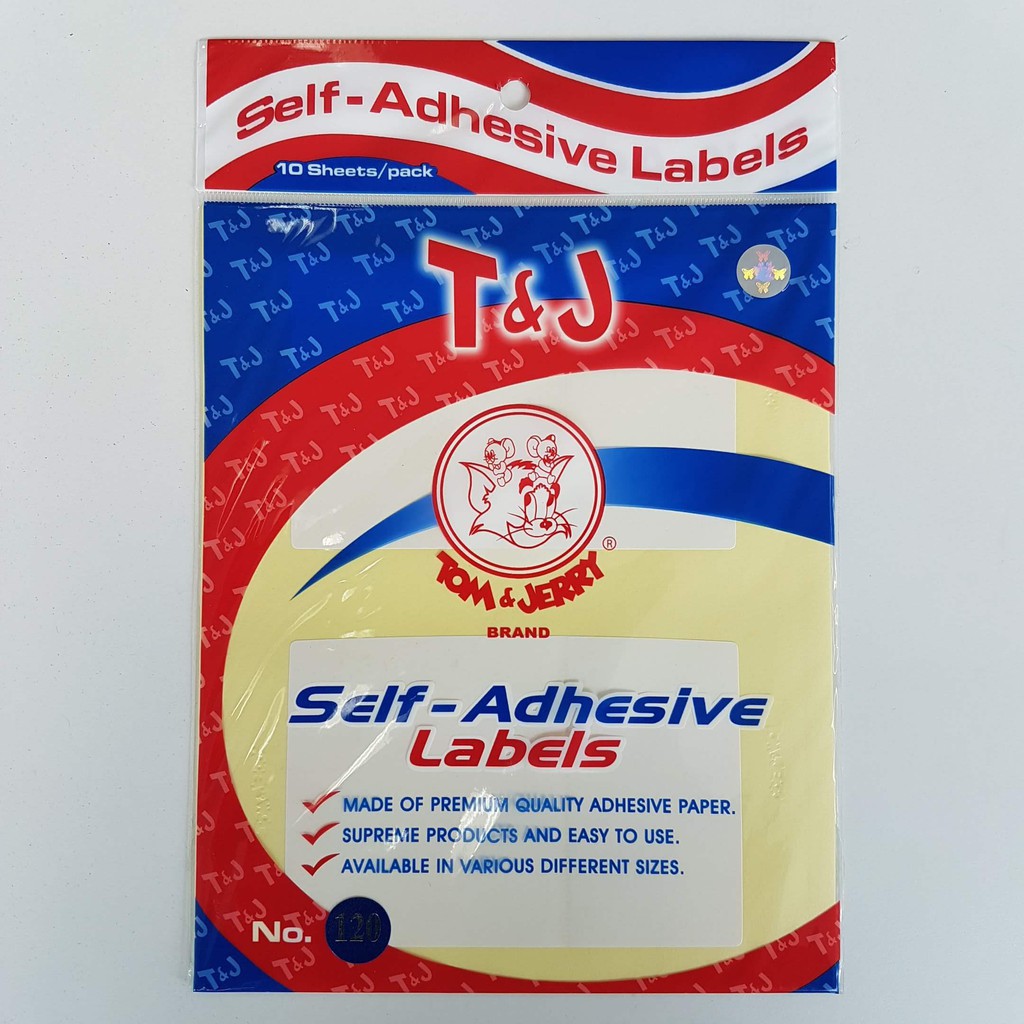 Self-Adhesive Labels
10 Sheets/pack
T&J
TOM & JERRY ®
BRAND
Self-Adhesive
Labels
MADE OF PREMIUM QUALITY ADHESIVE PAPER.
SUPREME PRODUCTS AND EASY TO USE.
AVAILABLE IN VARIOUS DIFFERENT SIZES.
No. 120